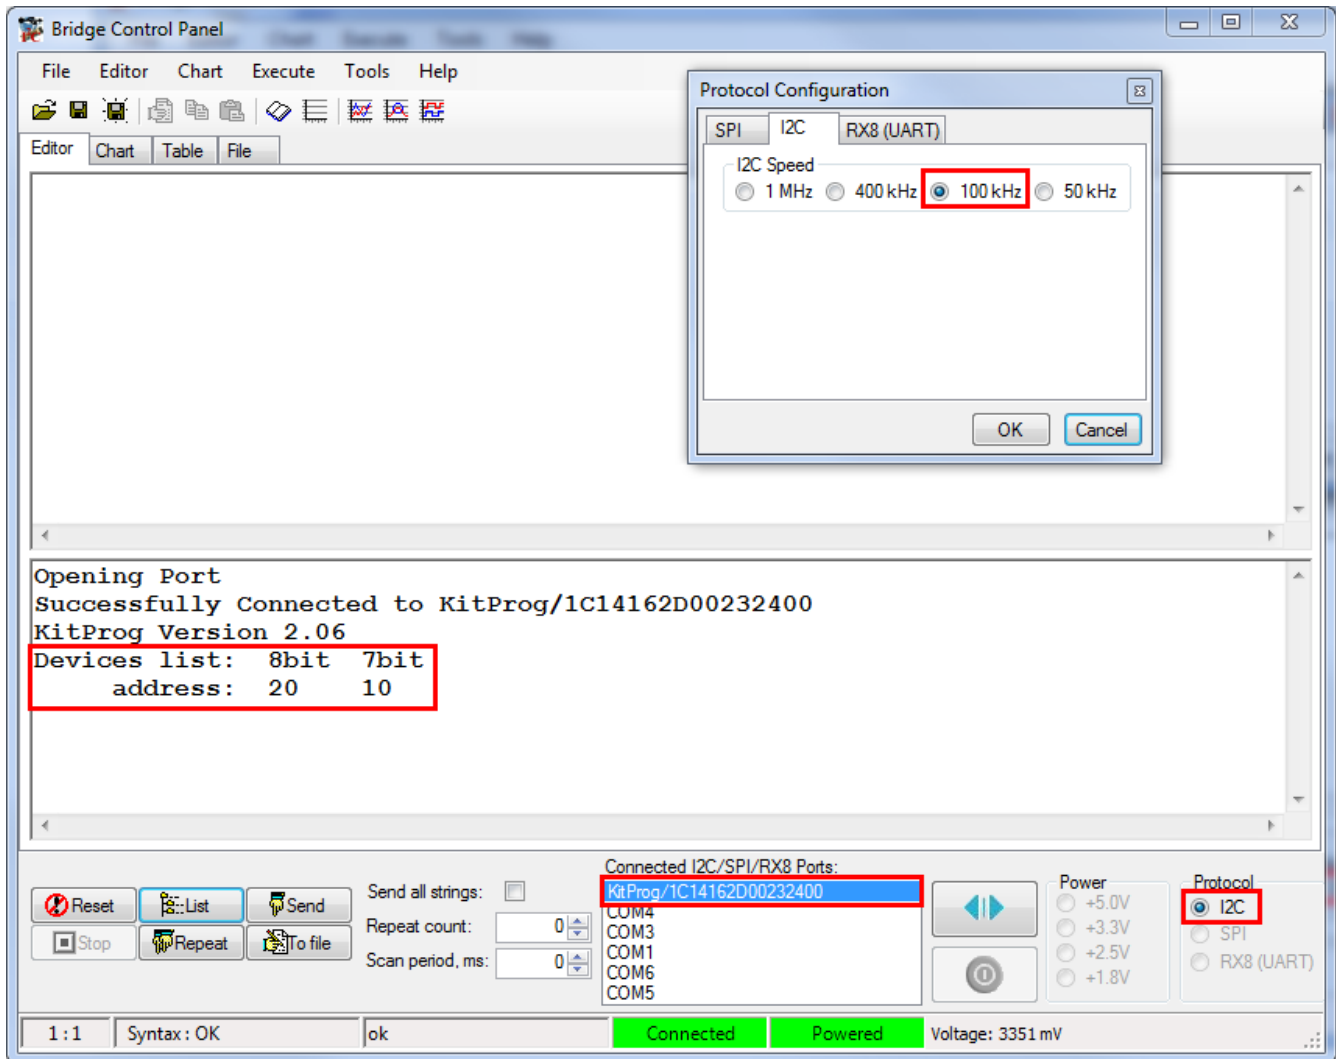 Bridge Control Panel
File Editor Chart Execute Tools Help
Editor Chart Table File
Protocol Configuration
SPI I2C RX8 (UART)
I2C Speed
1 MHz 400 kHz 100 kHz 50 kHz
OK Cancel
Opening Port
Successfully Connected to KitProg/1C14162D00232400
KitProg Version 2.06
Devices list: 8bit 7bit
address: 20 10
Reset List Send
Stop Repeat To file
Send all strings:
Repeat count: 0
Scan period, ms: 0
Connected I2C/SPI/RX8 Ports:
KitProg/1C14162D00232400
COM4
COM3
COM1
COM6
COM5
Power
+5.0V
+3.3V
+2.5V
+1.8V
Protocol
I2C
SPI
RX8 (UART)
1:1 Syntax : OK ok Connected Powered Voltage: 3351 mV